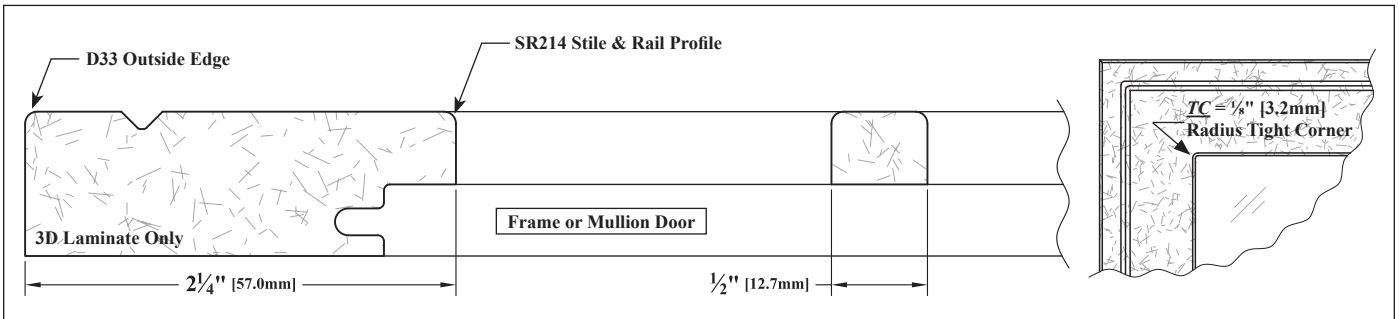 D33 Outside Edge
SR214 Stile & Rail Profile
TC = ⅛" [3.2mm]
Radius Tight Corner
3D Laminate Only
Frame or Mullion Door
2¼" [57.0mm]
½" [12.7mm]